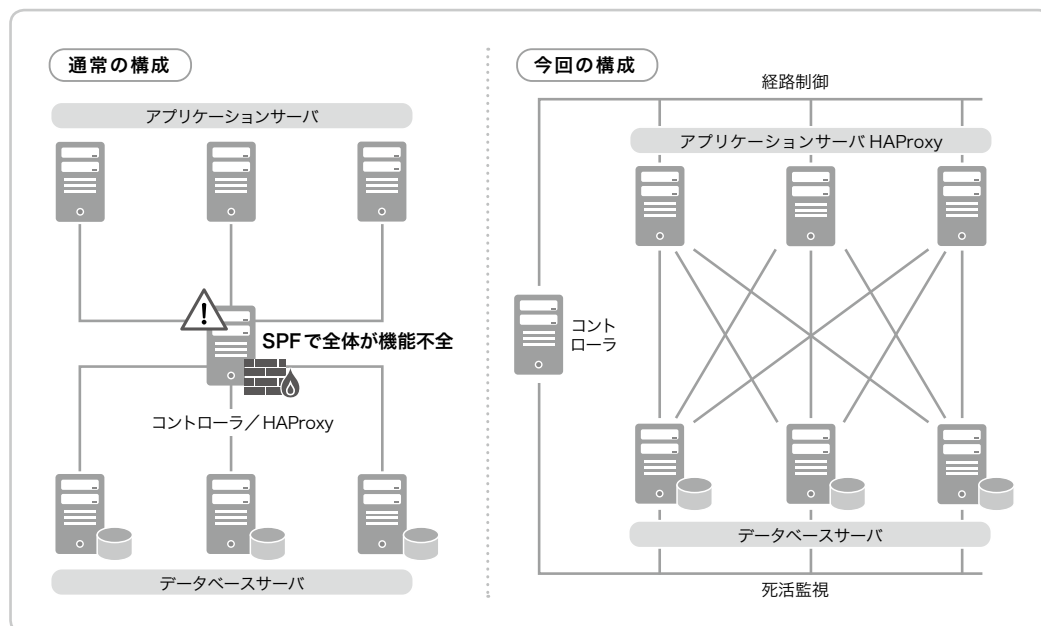 通常の構成
アプリケーションサーバ
!
SPFで全体が機能不全
コントローラ／HAProxy
データベースサーバ
今回の構成
経路制御
アプリケーションサーバ HAProxy
コント
ローラ
データベースサーバ
死活監視